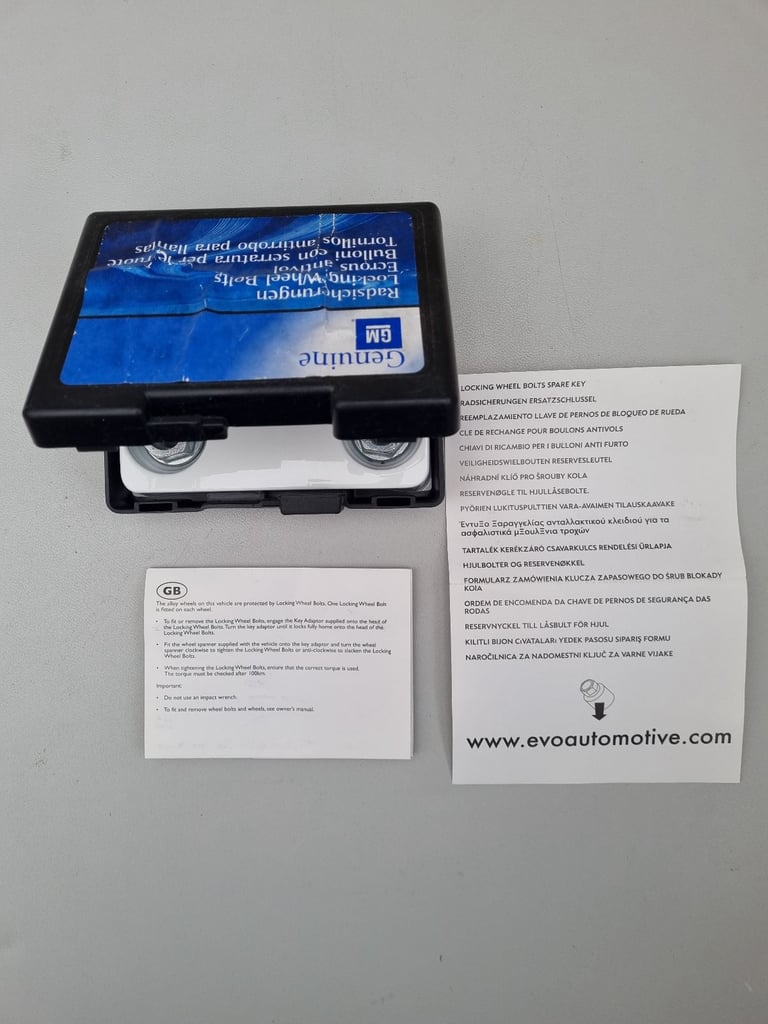 Genuine
GM
Radsicherungen
Locking Wheel Bolts
Ecrous antivol
Bulloni con serratura per le ruote
Tornillos antirrobo para llantas
GB
The alloy wheels on this vehicle are protected by Locking Wheel Bolts. One Locking Wheel Bolt
is fitted on each wheel.
• To fit or remove the Locking Wheel Bolts, engage the Key Adaptor supplied onto the head of
the Locking Wheel Bolts. Turn the key adaptor until it locks fully home onto the head of the
Locking Wheel Bolts.
• Fit the wheel spanner supplied with the vehicle onto the key adaptor and turn the wheel
spanner clockwise to tighten the Locking Wheel Bolts or anti-clockwise to slacken the Locking
Wheel Bolts.
• When tightening the Locking Wheel Bolts, ensure that the correct torque is used.
The torque must be checked after 100km.
Important:
• Do not use an impact wrench.
• To fit and remove wheel bolts and wheels, see owner's manual.
LOCKING WHEEL BOLTS SPARE KEY
RADSICHERUNGEN ERSATZSCHLUSSEL
REEMPLAZAMIENTO LLAVE DE PERNOS DE BLOQUEO DE RUEDA
CLE DE RECHANGE POUR BOULONS ANTIVOLS
CHIAVI DI RICAMBIO PER I BULLONI ANTI FURTO
VEILIGHEIDSWIELBOUTEN RESERVESLEUTEL
NÁHRADNI KLÍČ PRO ŠROUBY KOLA
RESERVENØGLE TIL HJULLÅSEBOLTE.
PYÖRIEN LUKITUSPULTTIEN VARA-AVAIMEN TILAUSKAAVAKE
ΈντυΞο Ξαραγγελίας ανταλλακτικού κλειδιού για τα
ασφαλιστικά μΞουλΞνια τροχών
TARTALÉK KERÉKZÁRÓ CSAVARKULCS RENDELÉSI ŰRLAPJA
HJULBOLTER OG RESERVENØKKEL
FORMULARZ ZAMÓWIENIA KLUCZA ZAPASOWEGO DO ŚRUB BLOKADY
KOłA
ORDEM DE ENCOMENDA DA CHAVE DE PERNOS DE SEGURANÇA DAS
RODAS
RESERVNYCKEL TILL LÅSBULT FÖR HJUL
KILITLI BIJON CıVATALARı YEDEK PASOSU SIPARIŞ FORMU
NAROČILNICA ZA NADOMESTNI KLJUČ ZA VARNE VIJAKE
www.evoautomotive.com